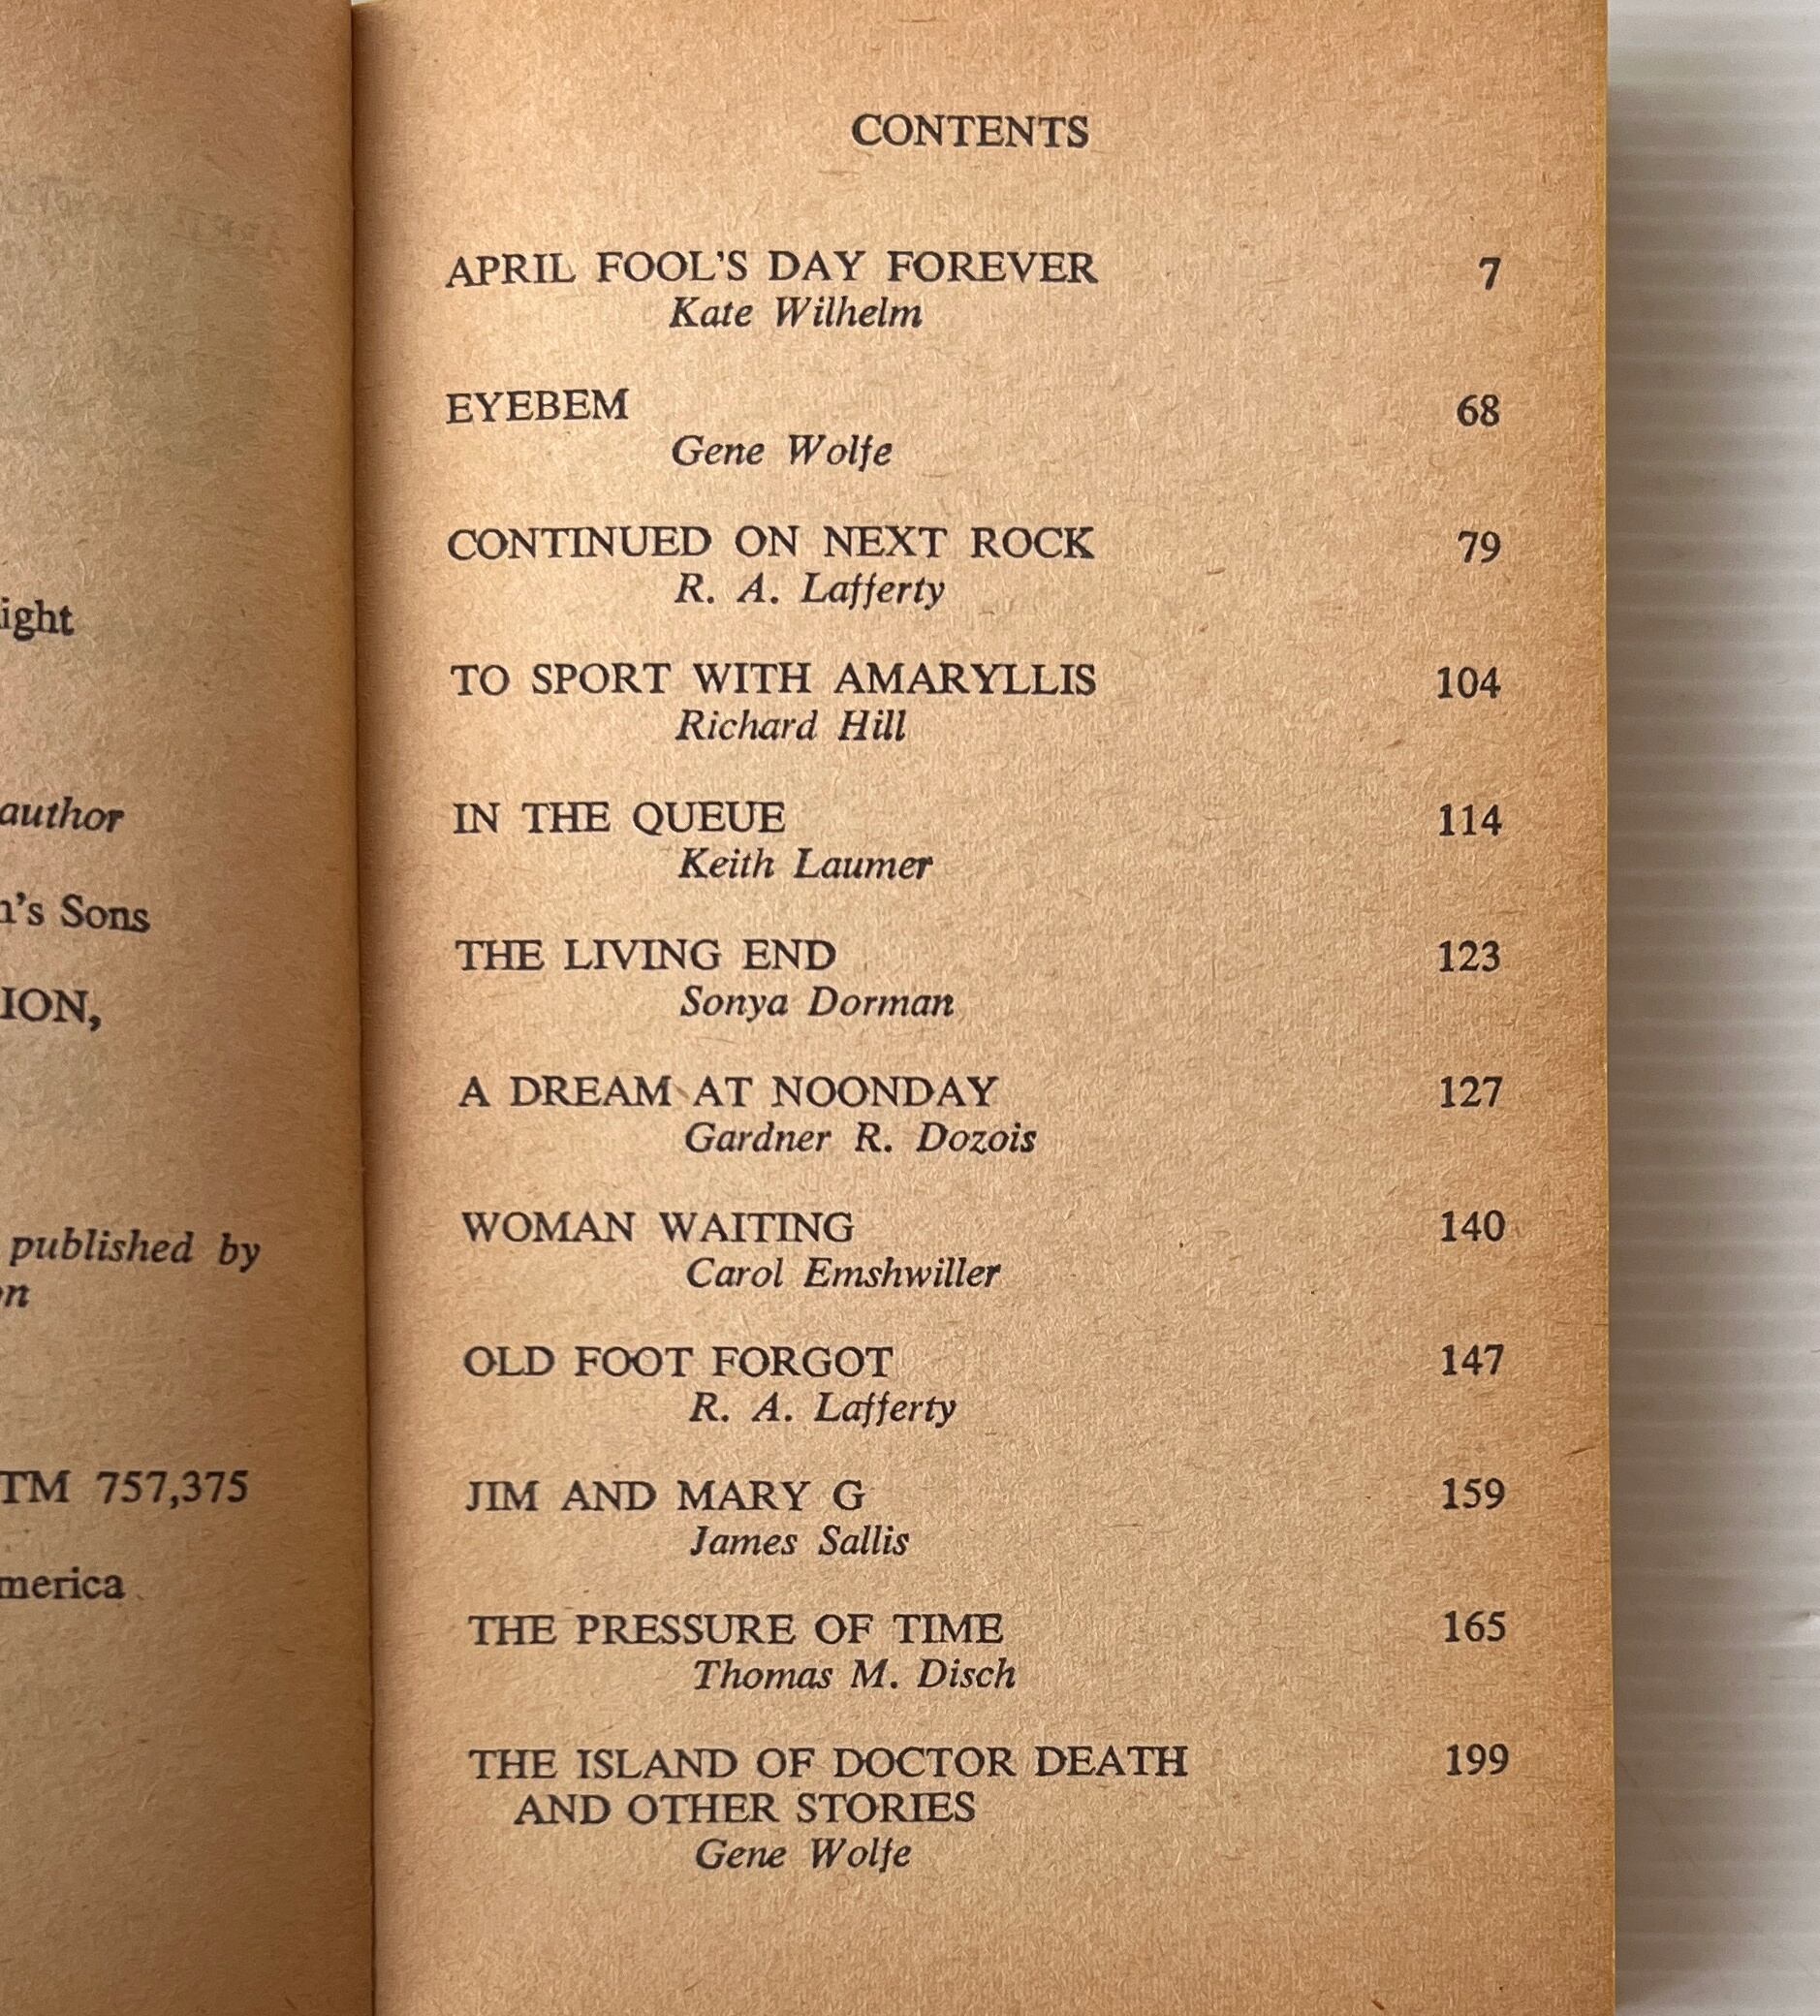 ight
author
n's Sons
ION,
published by
on
TM 757,375
merica
CONTENTS
APRIL FOOL'S DAY FOREVER 7
Kate Wilhelm
EYEBEM 68
Gene Wolfe
CONTINUED ON NEXT ROCK 79
R. A. Lafferty
TO SPORT WITH AMARYLLIS 104
Richard Hill
IN THE QUEUE 114
Keith Laumer
THE LIVING END 123
Sonya Dorman
A DREAM AT NOONDAY 127
Gardner R. Dozois
WOMAN WAITING 140
Carol Emshwiller
OLD FOOT FORGOT 147
R. A. Lafferty
JIM AND MARY G 159
James Sallis
THE PRESSURE OF TIME 165
Thomas M. Disch
THE ISLAND OF DOCTOR DEATH 199
AND OTHER STORIES
Gene Wolfe